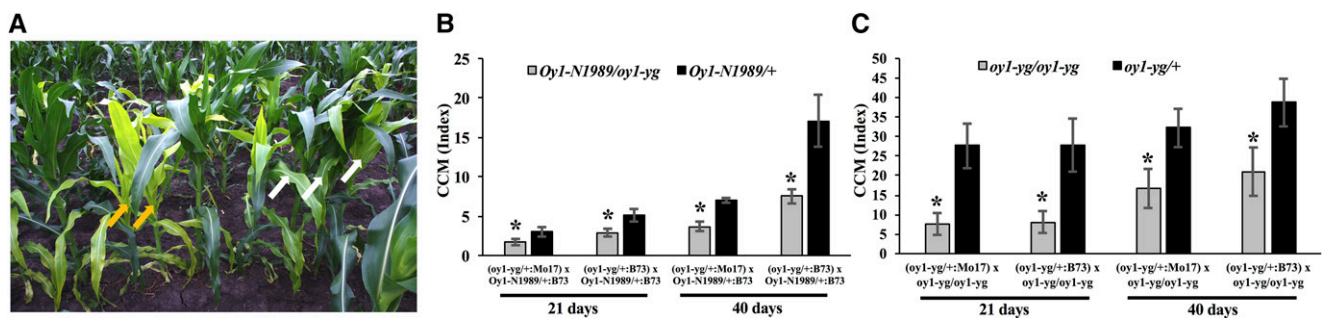 A
B
C
CCM (Index)
25
20
15
10
5
0
Oy1-N1989/oy1-yg
Oy1-N1989/+
*
*
*
*
(oy1-yg/+:Mo17) x
Oy1-N1989/+:B73
(oy1-yg/+:B73) x
Oy1-N1989/+:B73
(oy1-yg/+:Mo17) x
Oy1-N1989/+:B73
(oy1-yg/+:B73) x
Oy1-N1989/+:B73
21 days
40 days
CCM (Index)
50
45
40
35
30
25
20
15
10
5
0
oy1-yg/oy1-yg
oy1-yg/+
*
*
*
*
(oy1-yg/+:Mo17) x
oy1-yg/oy1-yg
(oy1-yg/+:B73) x
oy1-yg/oy1-yg
(oy1-yg/+:Mo17) x
oy1-yg/oy1-yg
(oy1-yg/+:B73) x
oy1-yg/oy1-yg
21 days
40 days